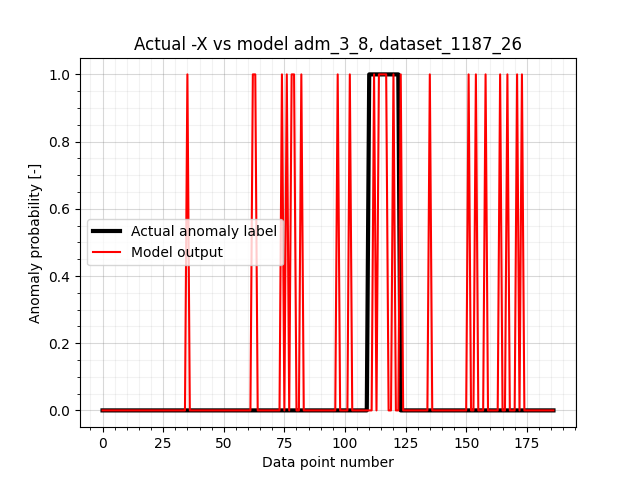 Actual -X vs model adm_3_8, dataset_1187_26
Anomaly probability [-]
1.0
0.8
0.6
0.4
0.2
0.0
Actual anomaly label
Model output
0 25 50 75 100 125 150 175
Data point number